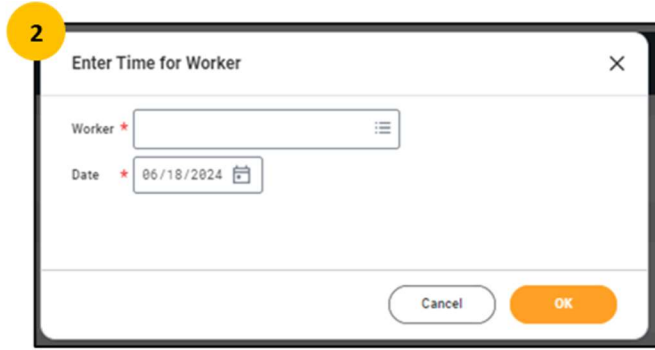 2
Enter Time for Worker
Worker *
Date * 06/18/2024
Cancel OK